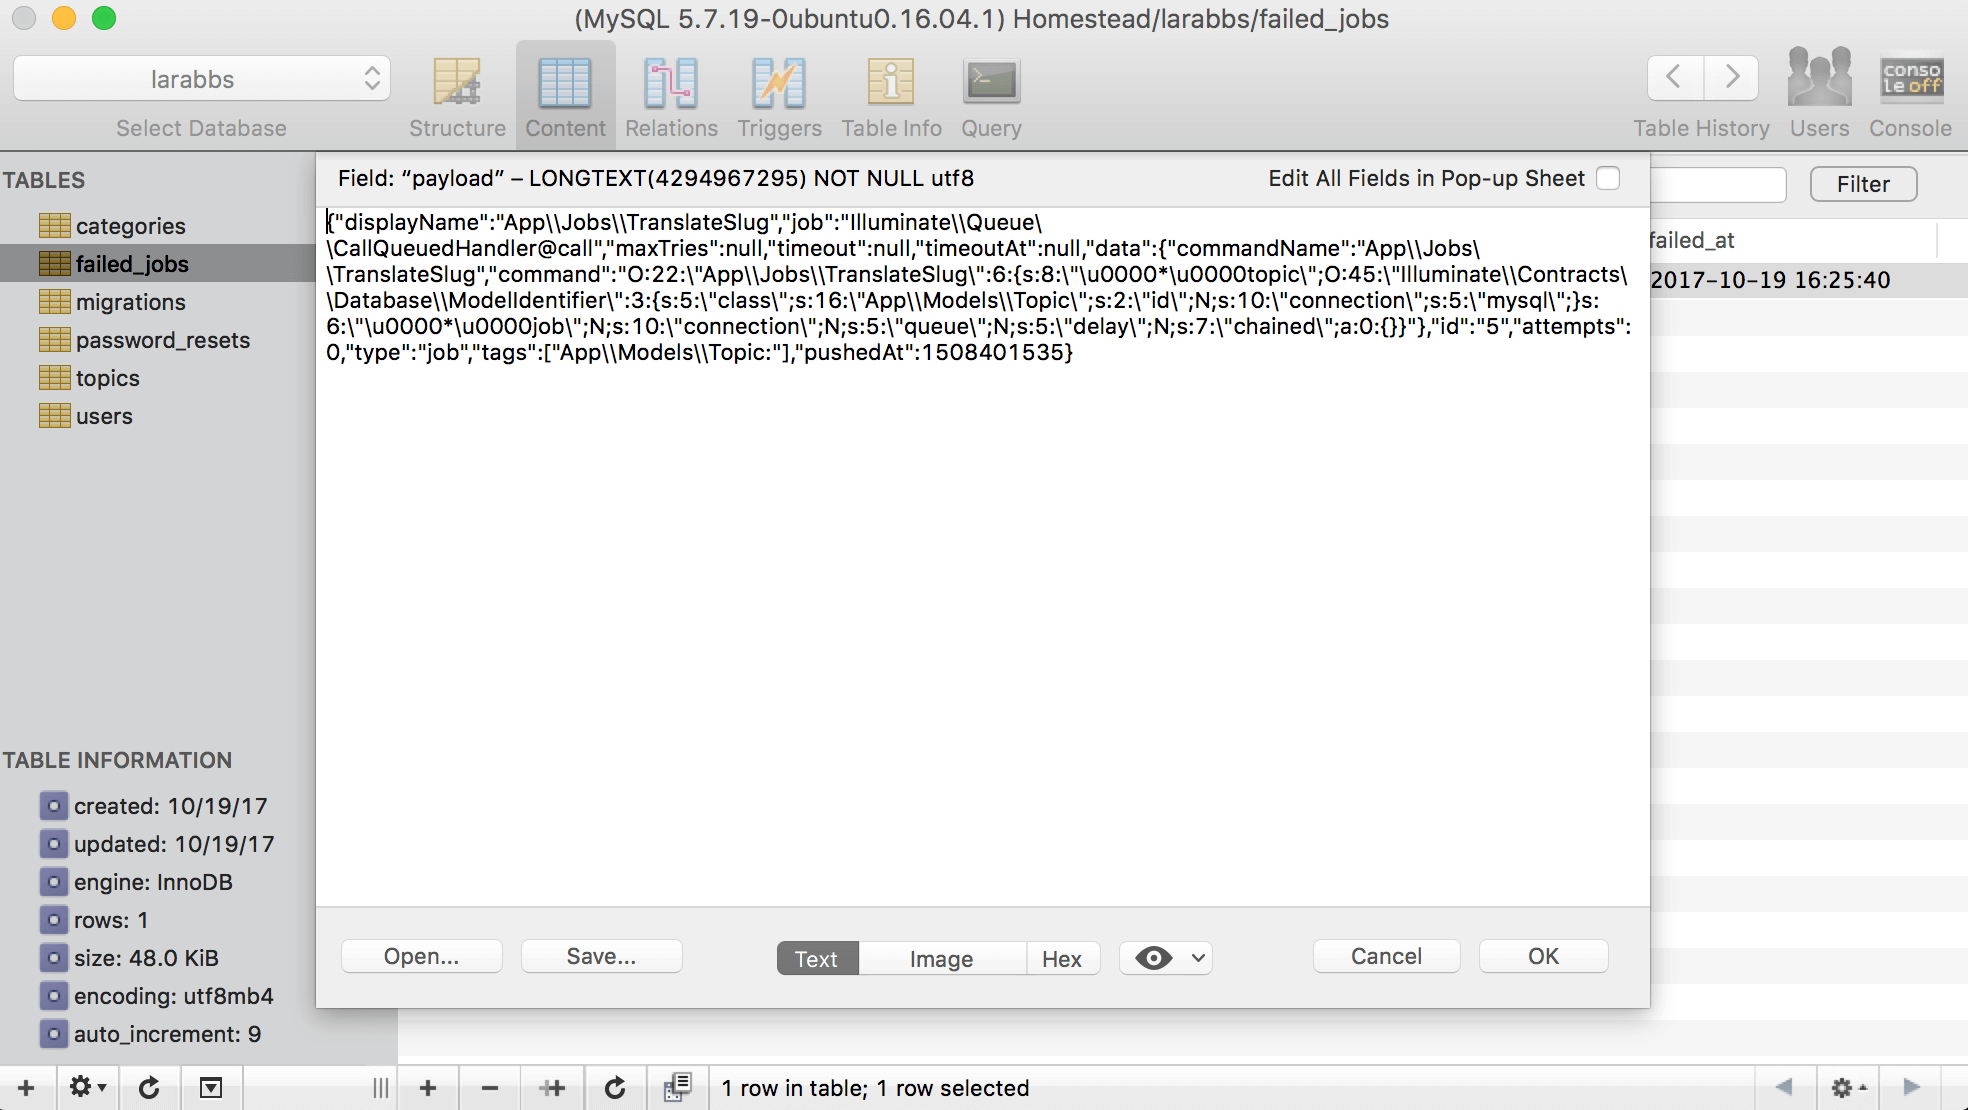 (MySQL 5.7.19-0ubuntu0.16.04.1) Homestead/larabbs/failed_jobs
larabbs
Select Database
Structure
Content
Relations
Triggers
Table Info
Query
Table History
Users
conso
le off
Console
TABLES
categories
failed_jobs
migrations
password_resets
topics
users
Field: “payload” – LONGTEXT(4294967295) NOT NULL utf8
Edit All Fields in Pop-up Sheet
Filter
failed_at
2017-10-19 16:25:40
{"displayName":"App\\Jobs\\TranslateSlug","job":"Illuminate\\Queue\
\CallQueuedHandler@call","maxTries":null,"timeout":null,"timeoutAt":null,"data":{"commandName":"App\\Jobs\
\TranslateSlug","command":"O:22:\"App\\Jobs\\TranslateSlug\":6:{s:8:\"\u0000*\u0000topic\";O:45:\"Illuminate\\Contracts\
\Database\\ModelIdentifier\":3:{s:5:\"class\";s:16:\"App\\Models\\Topic\";s:2:\"id\";N;s:10:\"connection\";s:5:\"mysql\";}s:
6:\"\u0000*\u0000job\";N;s:10:\"connection\";N;s:5:\"queue\";N;s:5:\"delay\";N;s:7:\"chained\";a:0:{}}"},"id":"5","attempts":
0,"type":"job","tags":["App\\Models\\Topic:"],"pushedAt":1508401535}
TABLE INFORMATION
created: 10/19/17
updated: 10/19/17
engine: InnoDB
rows: 1
size: 48.0 KiB
encoding: utf8mb4
auto_increment: 9
Open...
Save...
Text
Image
Hex
Cancel
OK
1 row in table; 1 row selected